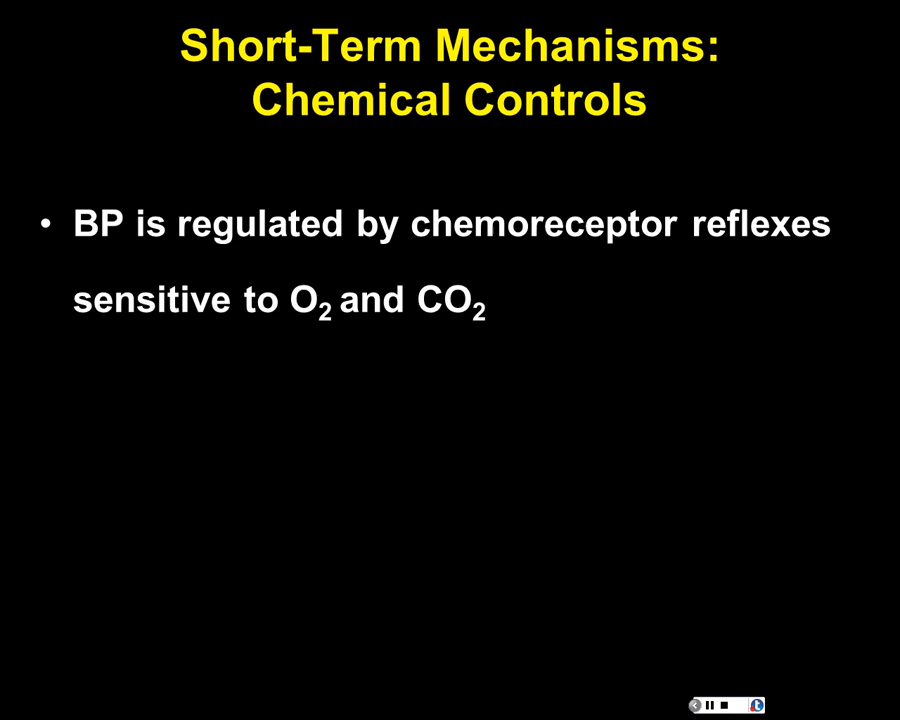 Short-Term Mechanisms:
Chemical Controls
• BP is regulated by chemoreceptor reflexes
sensitive to O₂ and CO₂